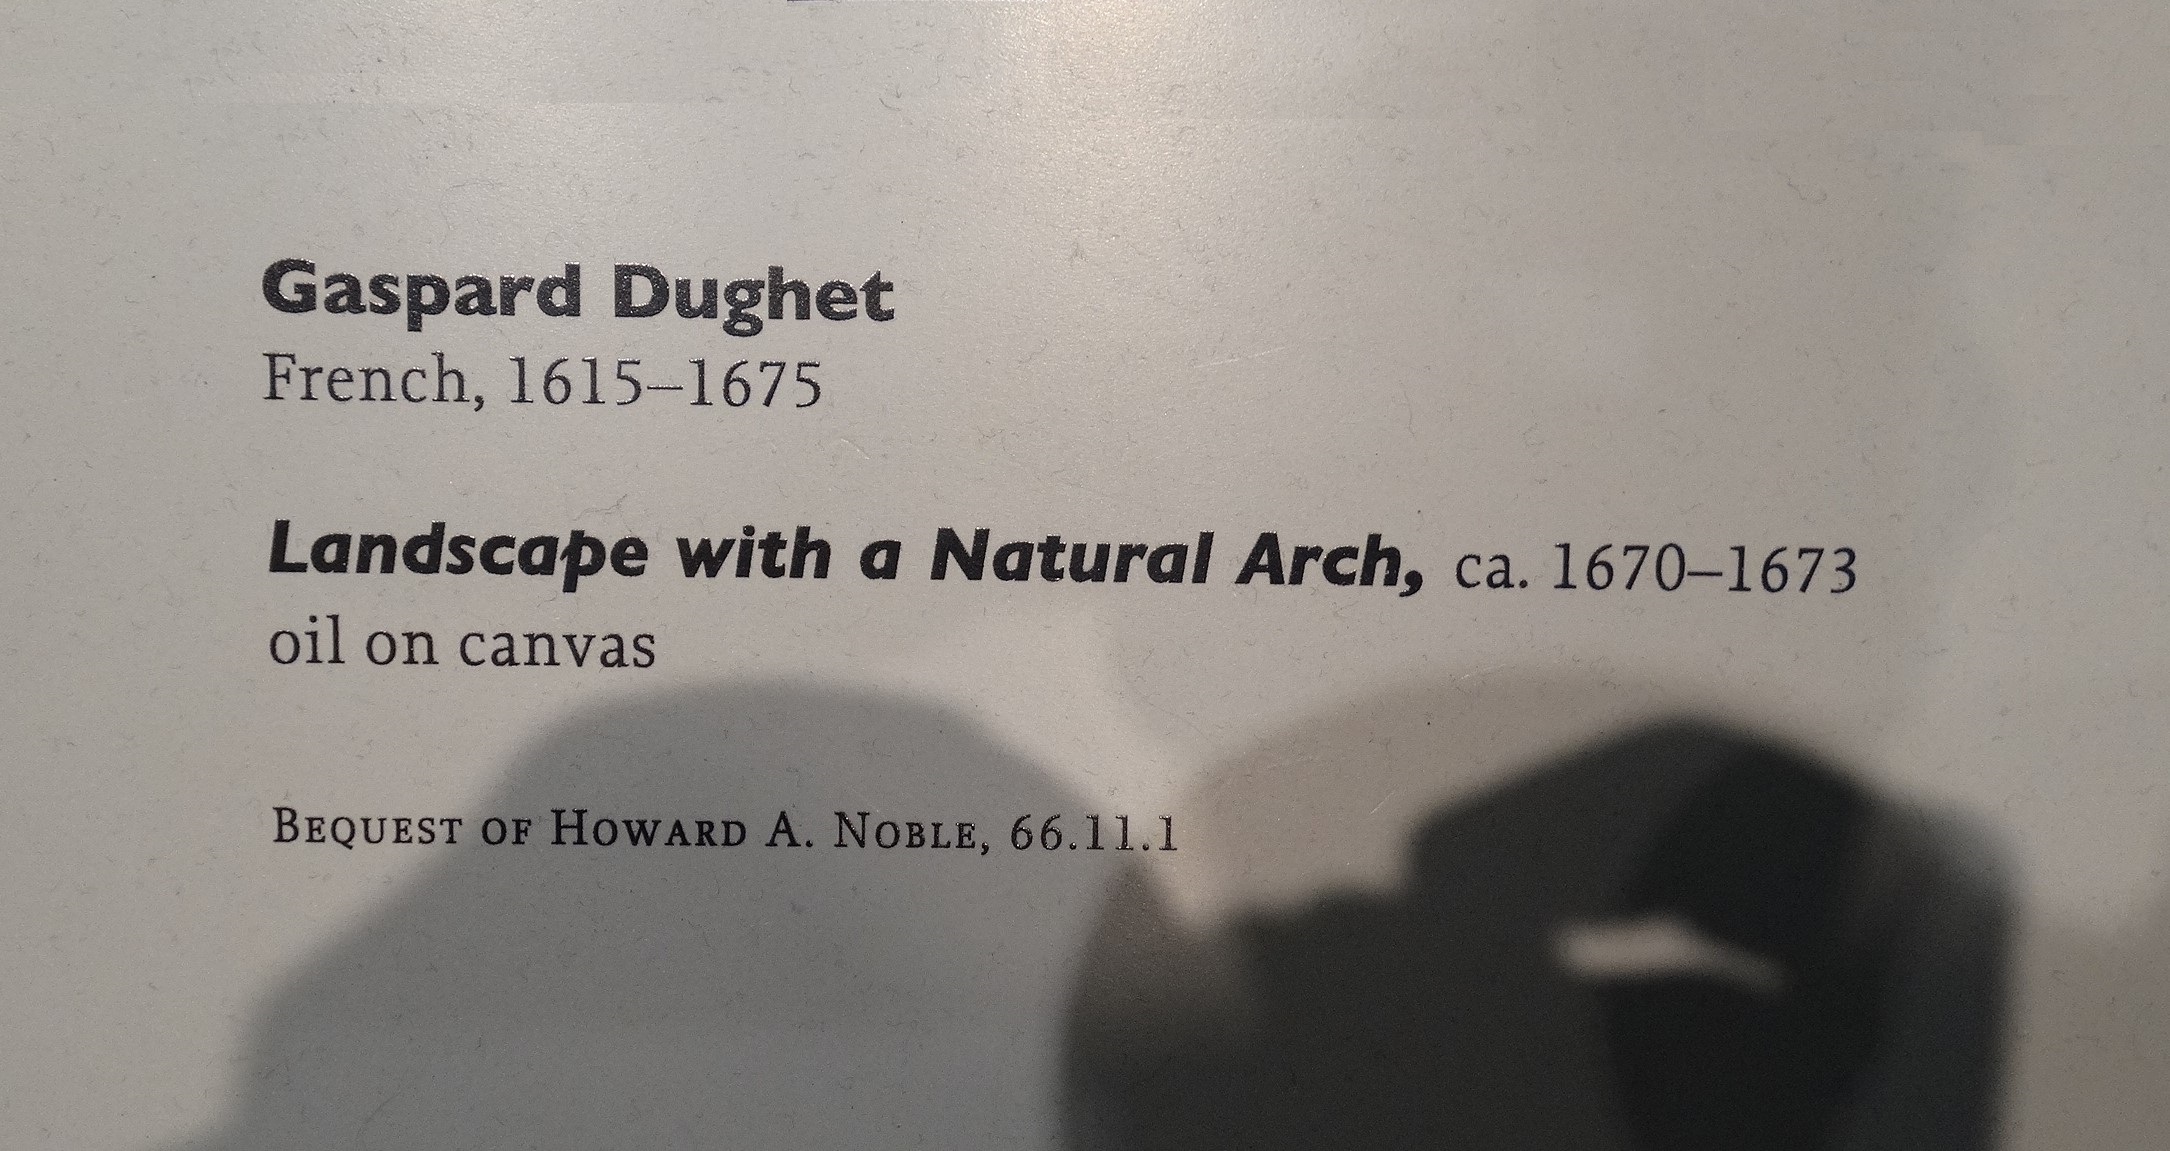 Gaspard Dughet
French, 1615–1675
Landscape with a Natural Arch, ca. 1670–1673
oil on canvas
Bequest of Howard A. Noble, 66.11.1